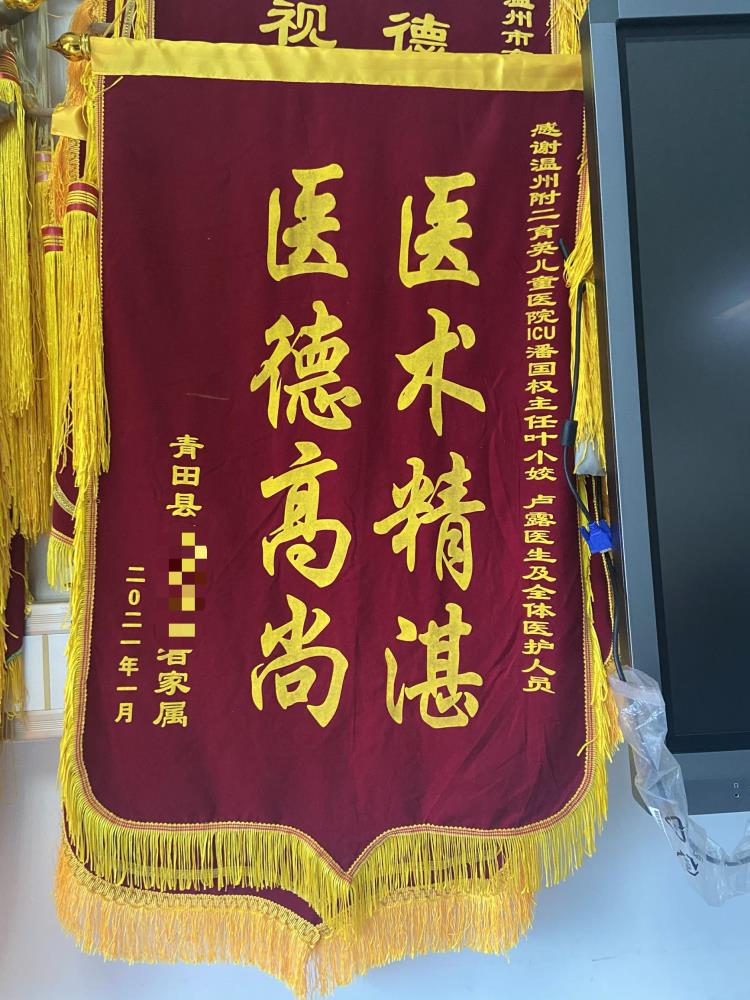 感谢温州附二育英儿童医院ICU潘国权主任叶小姣 卢露医生及全体医护人员
医术精湛
医德高尚
青田县
者家属
二0二一年一月
温州市
德
视